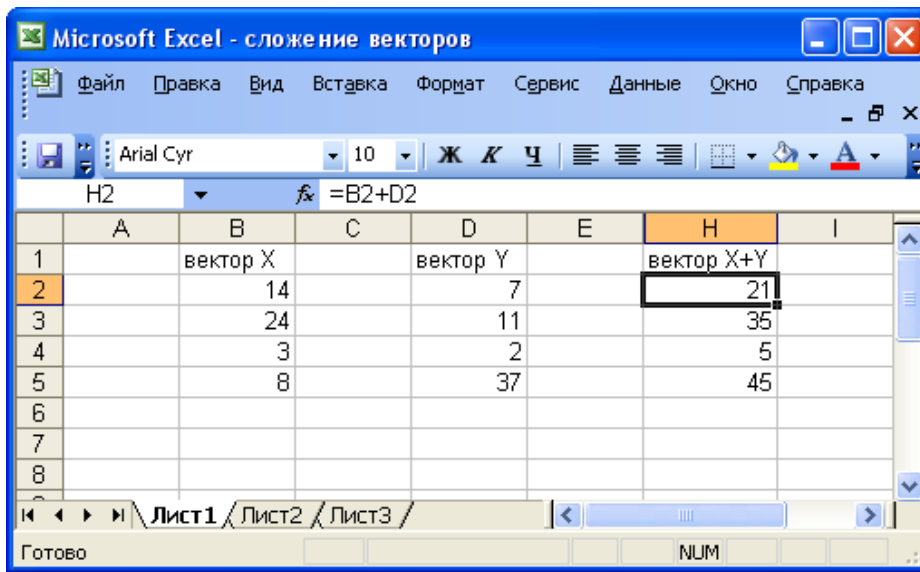 Microsoft Excel - сложение векторов
Файл Правка Вид Вставка Формат Сервис Данные Окно Справка
Arial Cyr 10 Ж К Ч A
H2 fx =B2+D2
A B C D E H I
1 вектор X вектор Y вектор X+Y
2 14 7 21
3 24 11 35
4 3 2 5
5 8 37 45
6
7
8
Лист1 Лист2 Лист3
Готово NUM